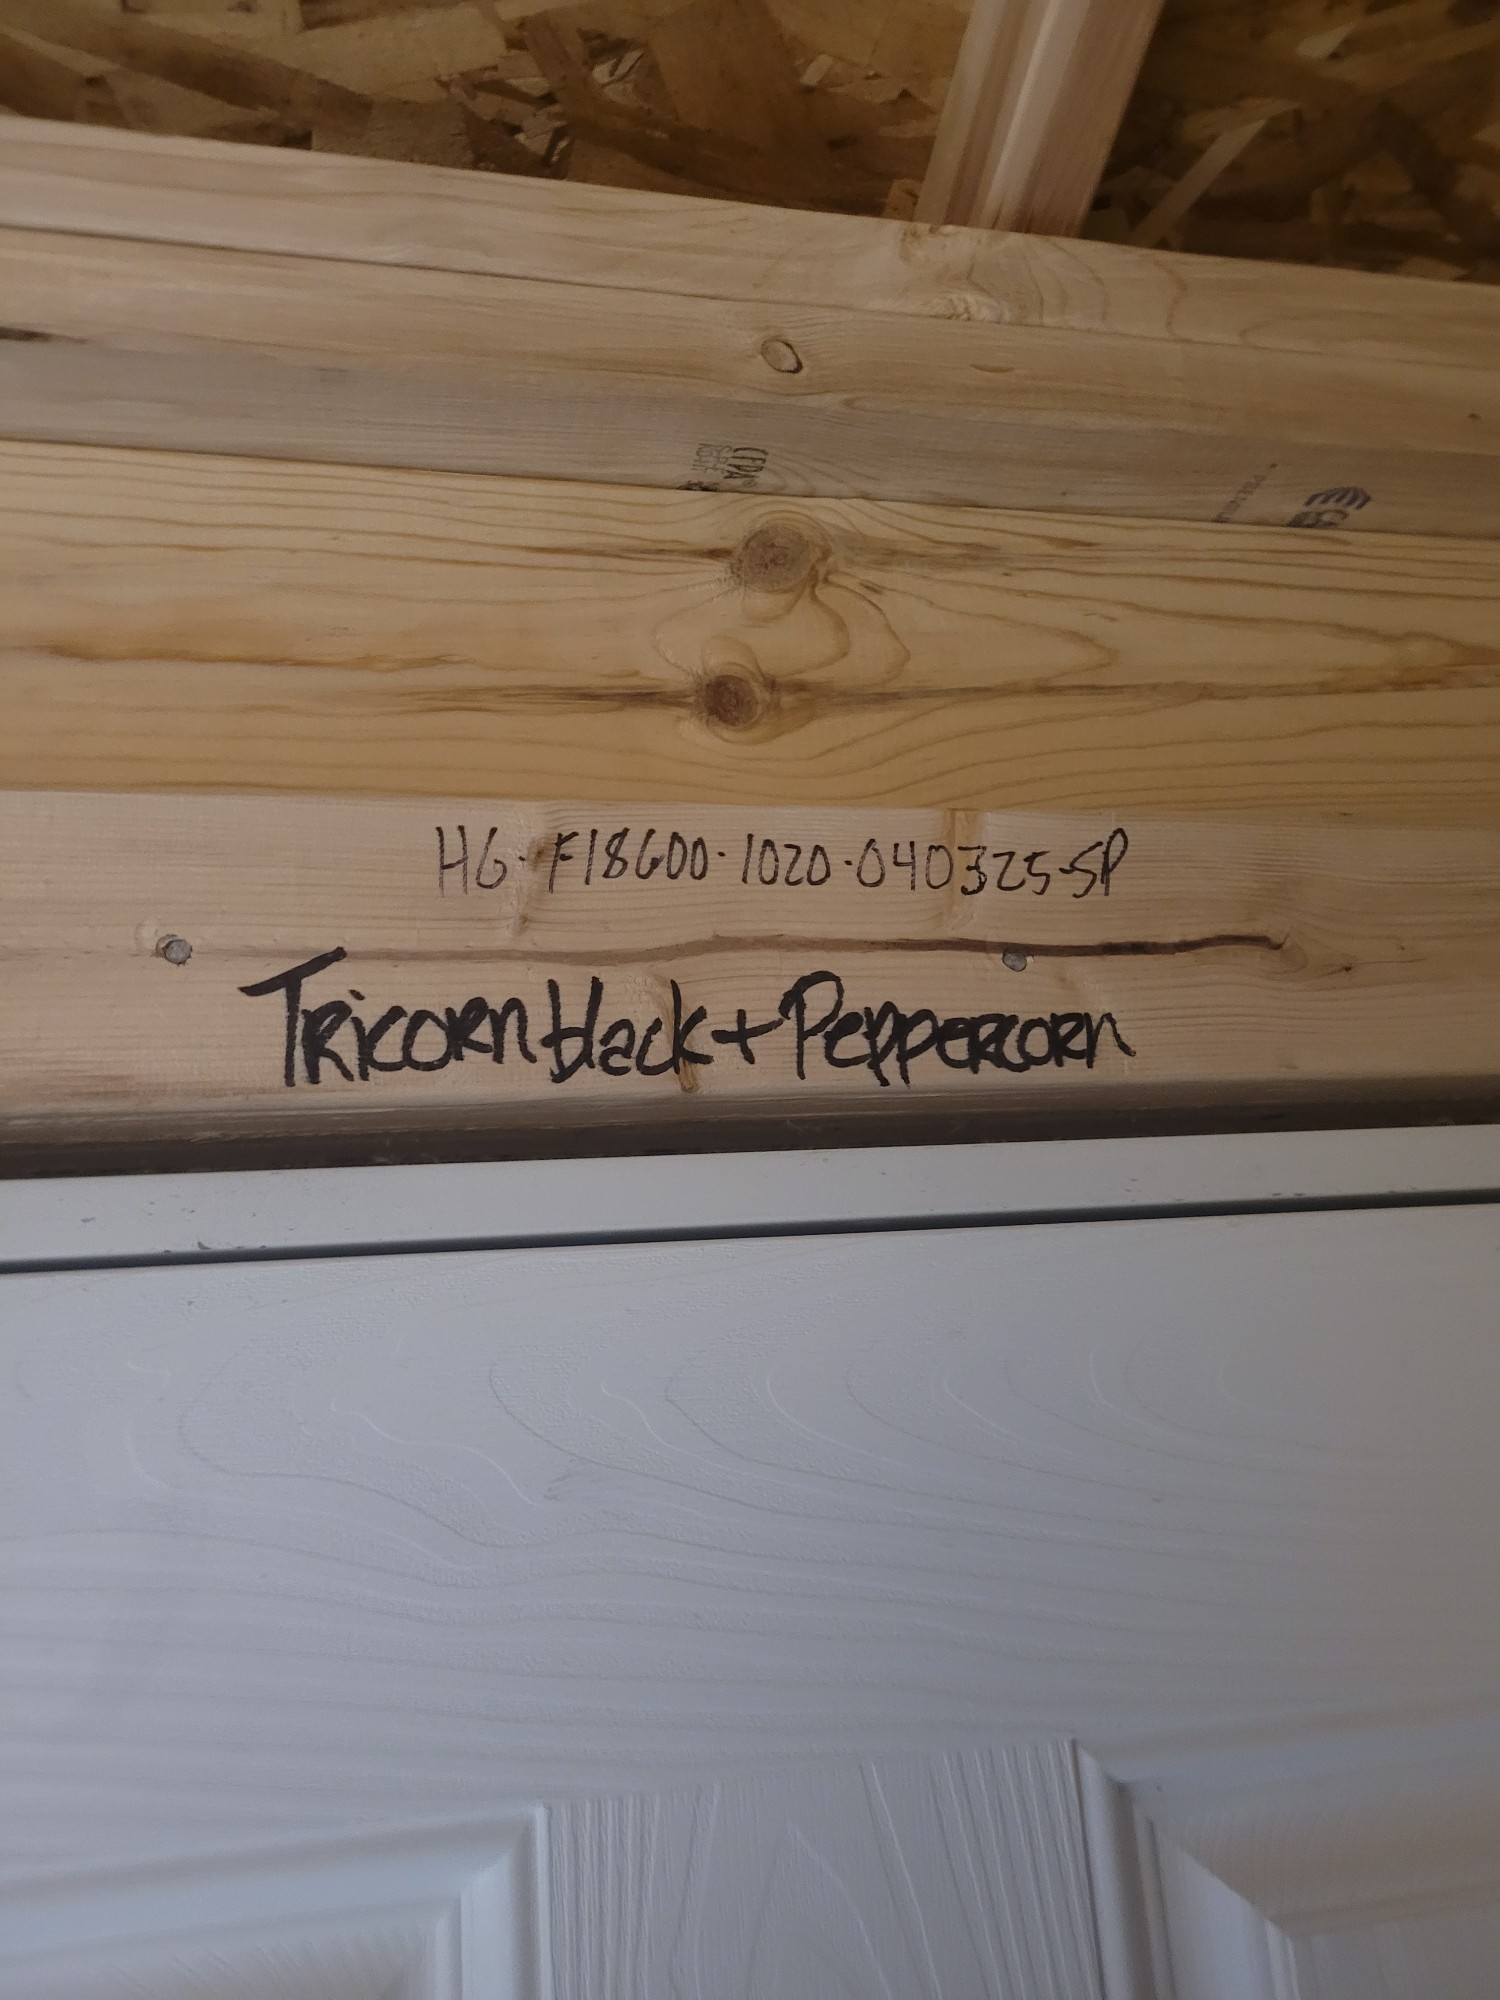 HG-F18600-1020-040325-SP
Tricorn black + Peppercorn